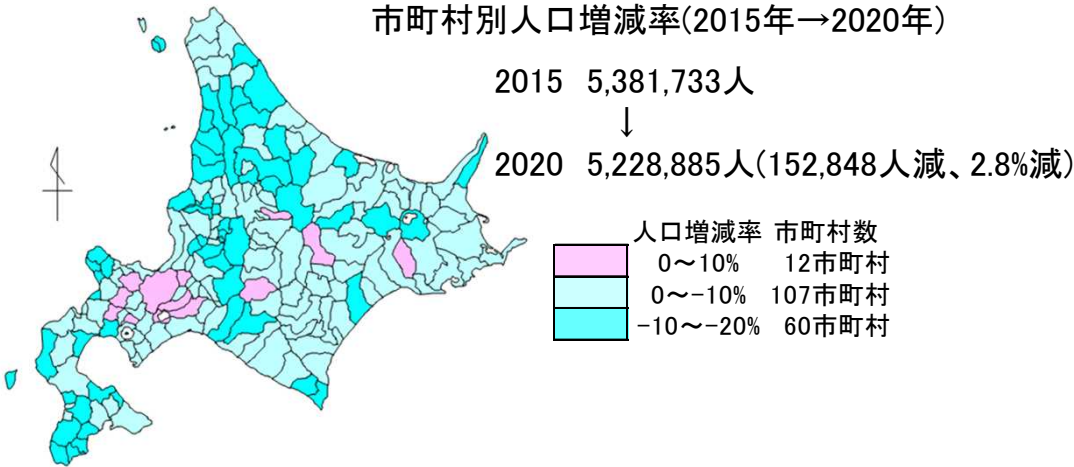 市町村別人口増減率(2015年→2020年)
2015 5,381,733人
↓
2020 5,228,885人(152,848人減、2.8%減)
人口増減率 市町村数
0～10% 12市町村
0～-10% 107市町村
-10～-20% 60市町村